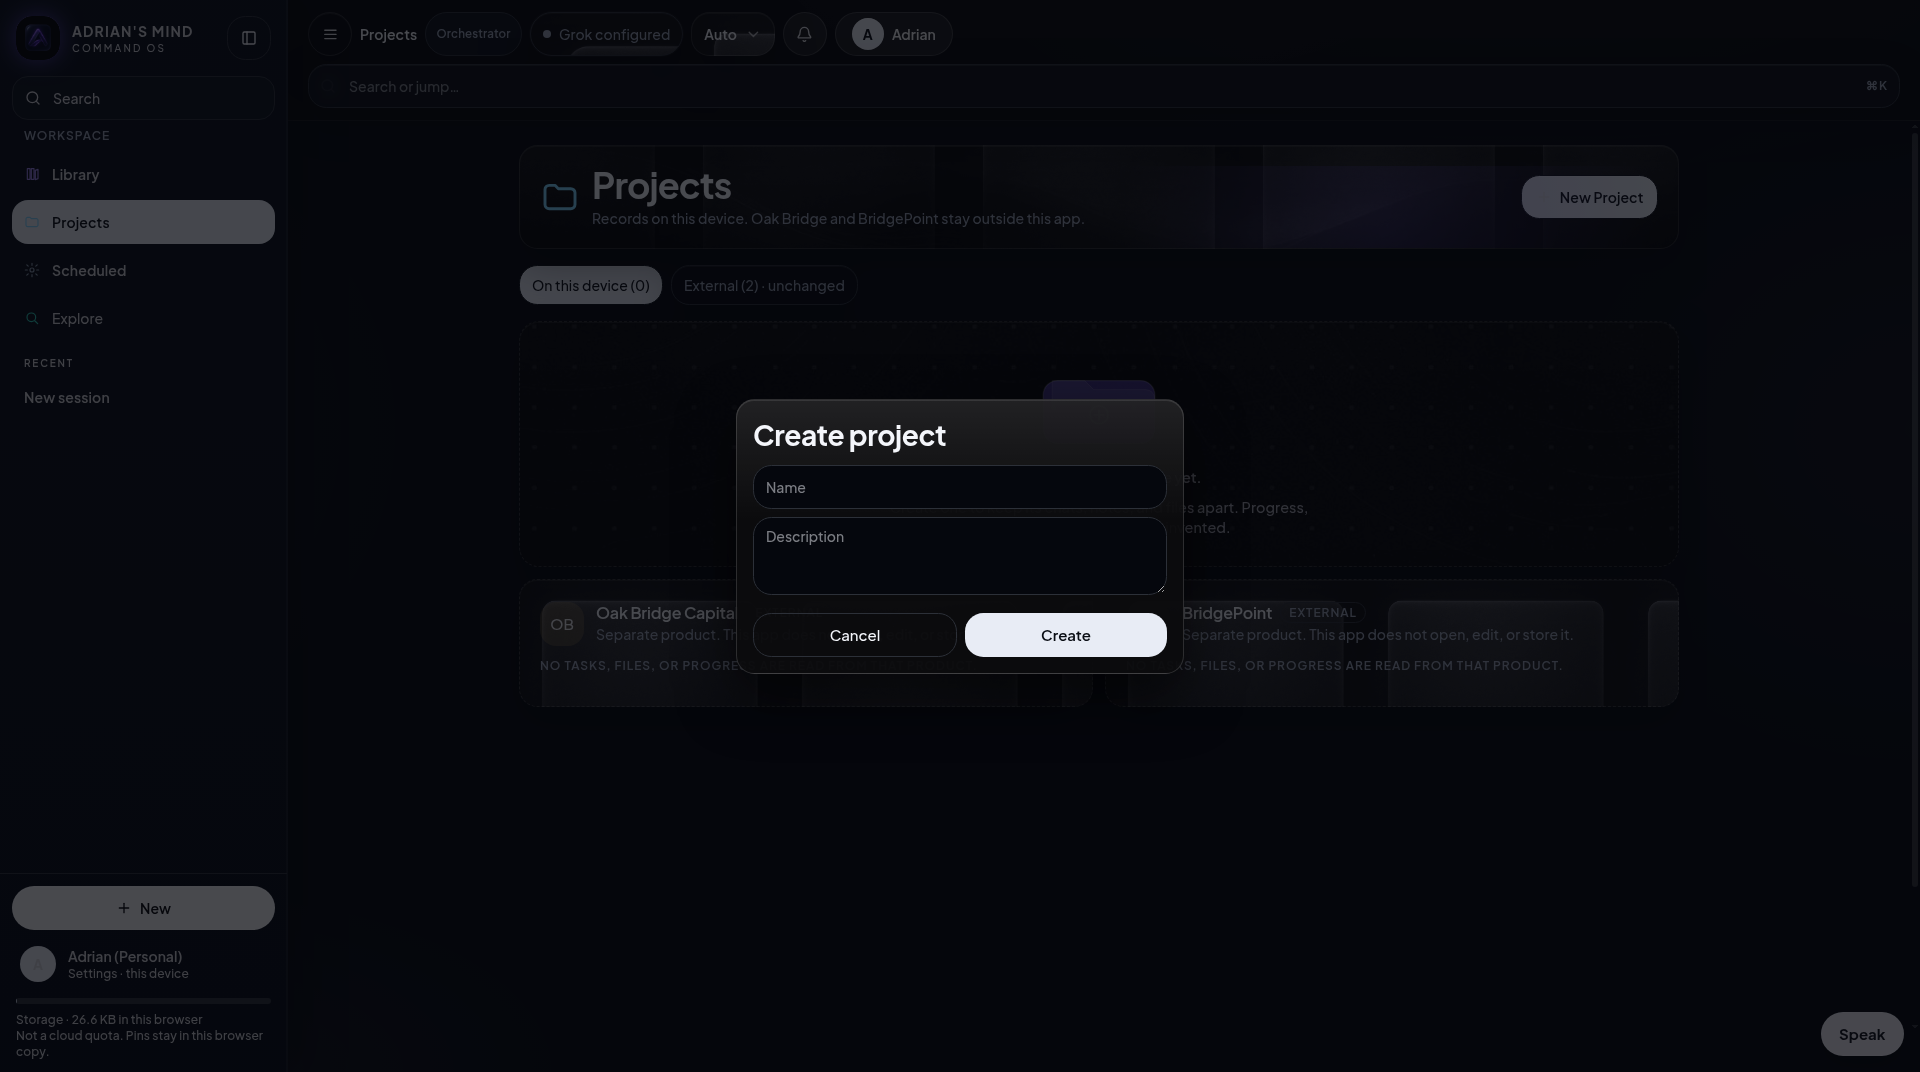 ADRIAN'S MIND
COMMAND OS
Search
WORKSPACE
Library
Projects
Scheduled
Explore
RECENT
New session
New
A
Adrian (Personal)
Settings · this device
Storage · 26.6 KB in this browser
Not a cloud quota. Pins stay in this browser
copy.
Projects
Orchestrator
Grok configured
Auto
A
Adrian
Search or jump...
⌘K
Projects
Records on this device. Oak Bridge and BridgePoint stay outside this app.
New Project
On this device (0)
External (2) · unchanged
apart. Progress,
Create project
Name
Description
Cancel
Create
OB
Oak Bridge Capita
Separate product. Th
NO TASKS, FILES, OR PROGRE
BridgePoint
EXTERNAL
Separate product. This app does not open, edit, or store it.
FILES, OR PROGRESS ARE READ FROM THAT PRODUCT.
Speak